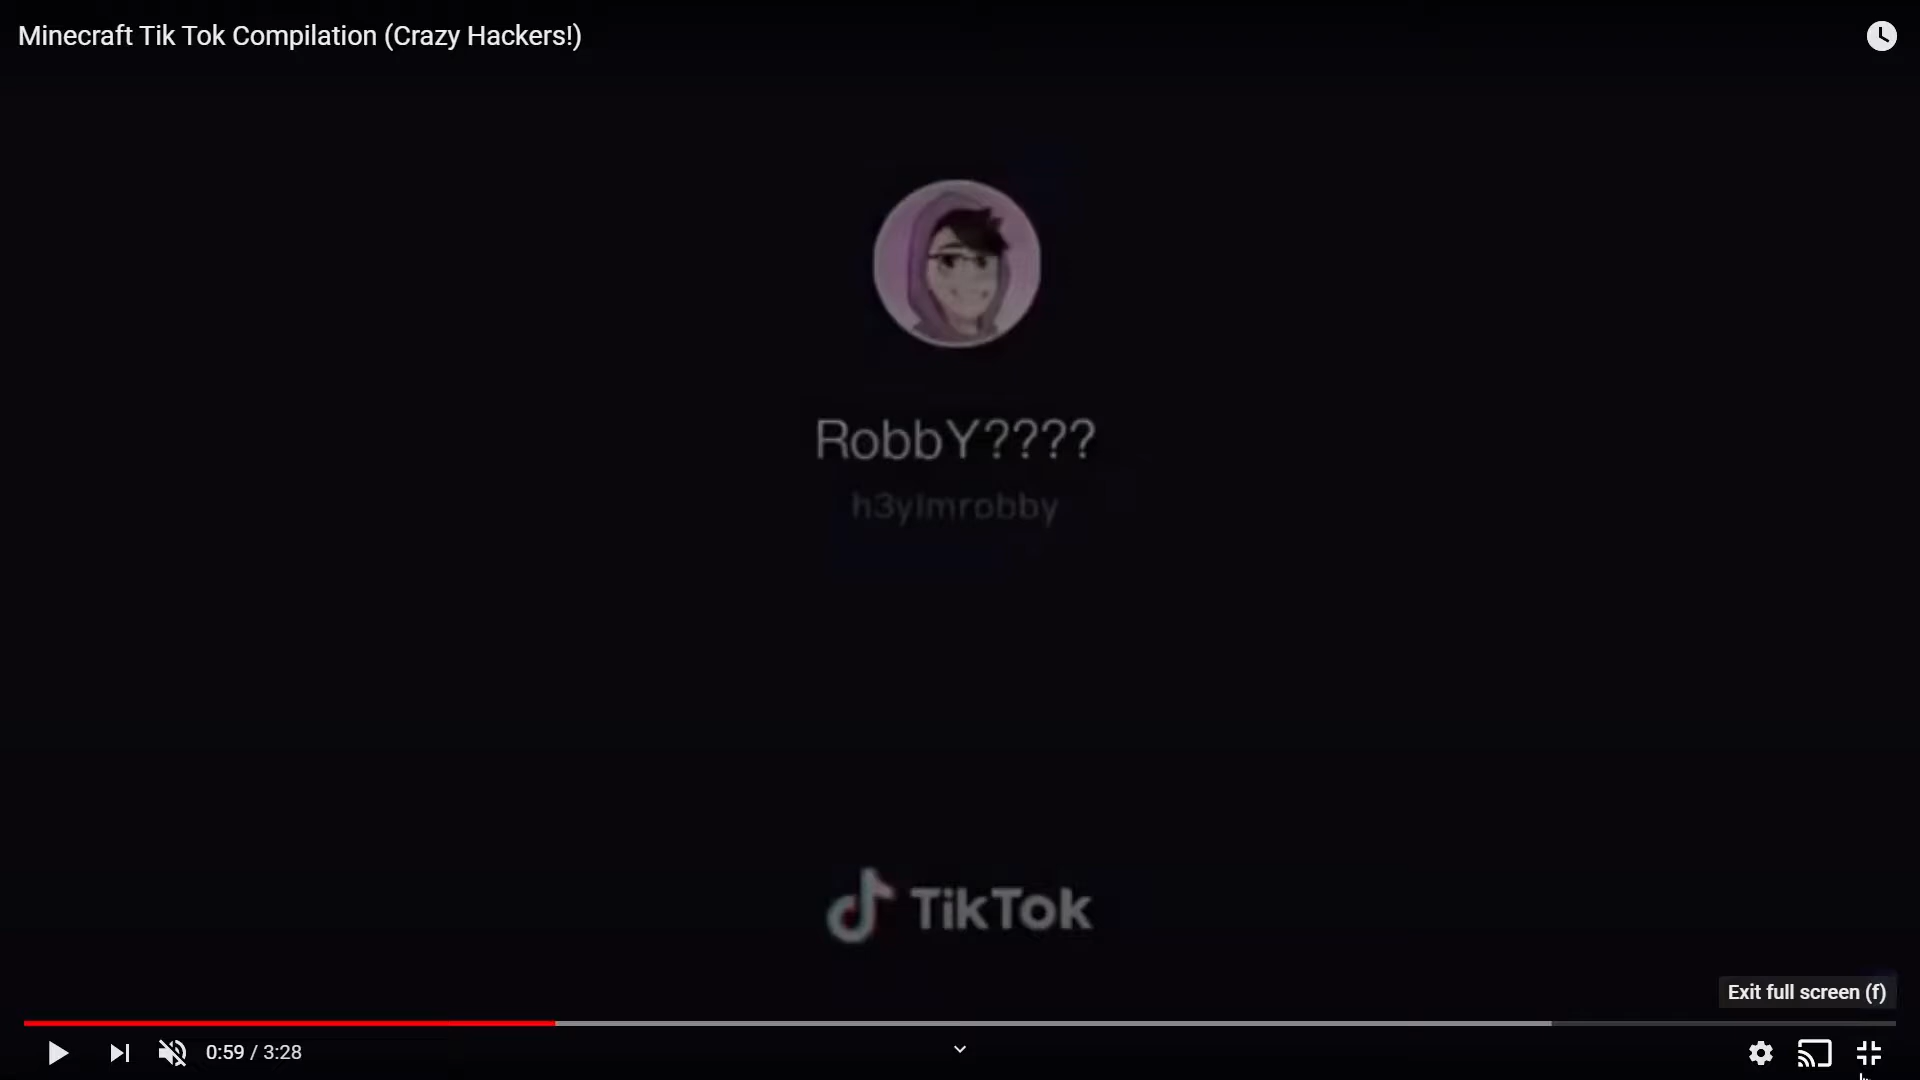 Minecraft Tik Tok Compilation (Crazy Hackers!)
RobbY????
h3yImrobby
TikTok
Exit full screen (f)
0:59 / 3:28